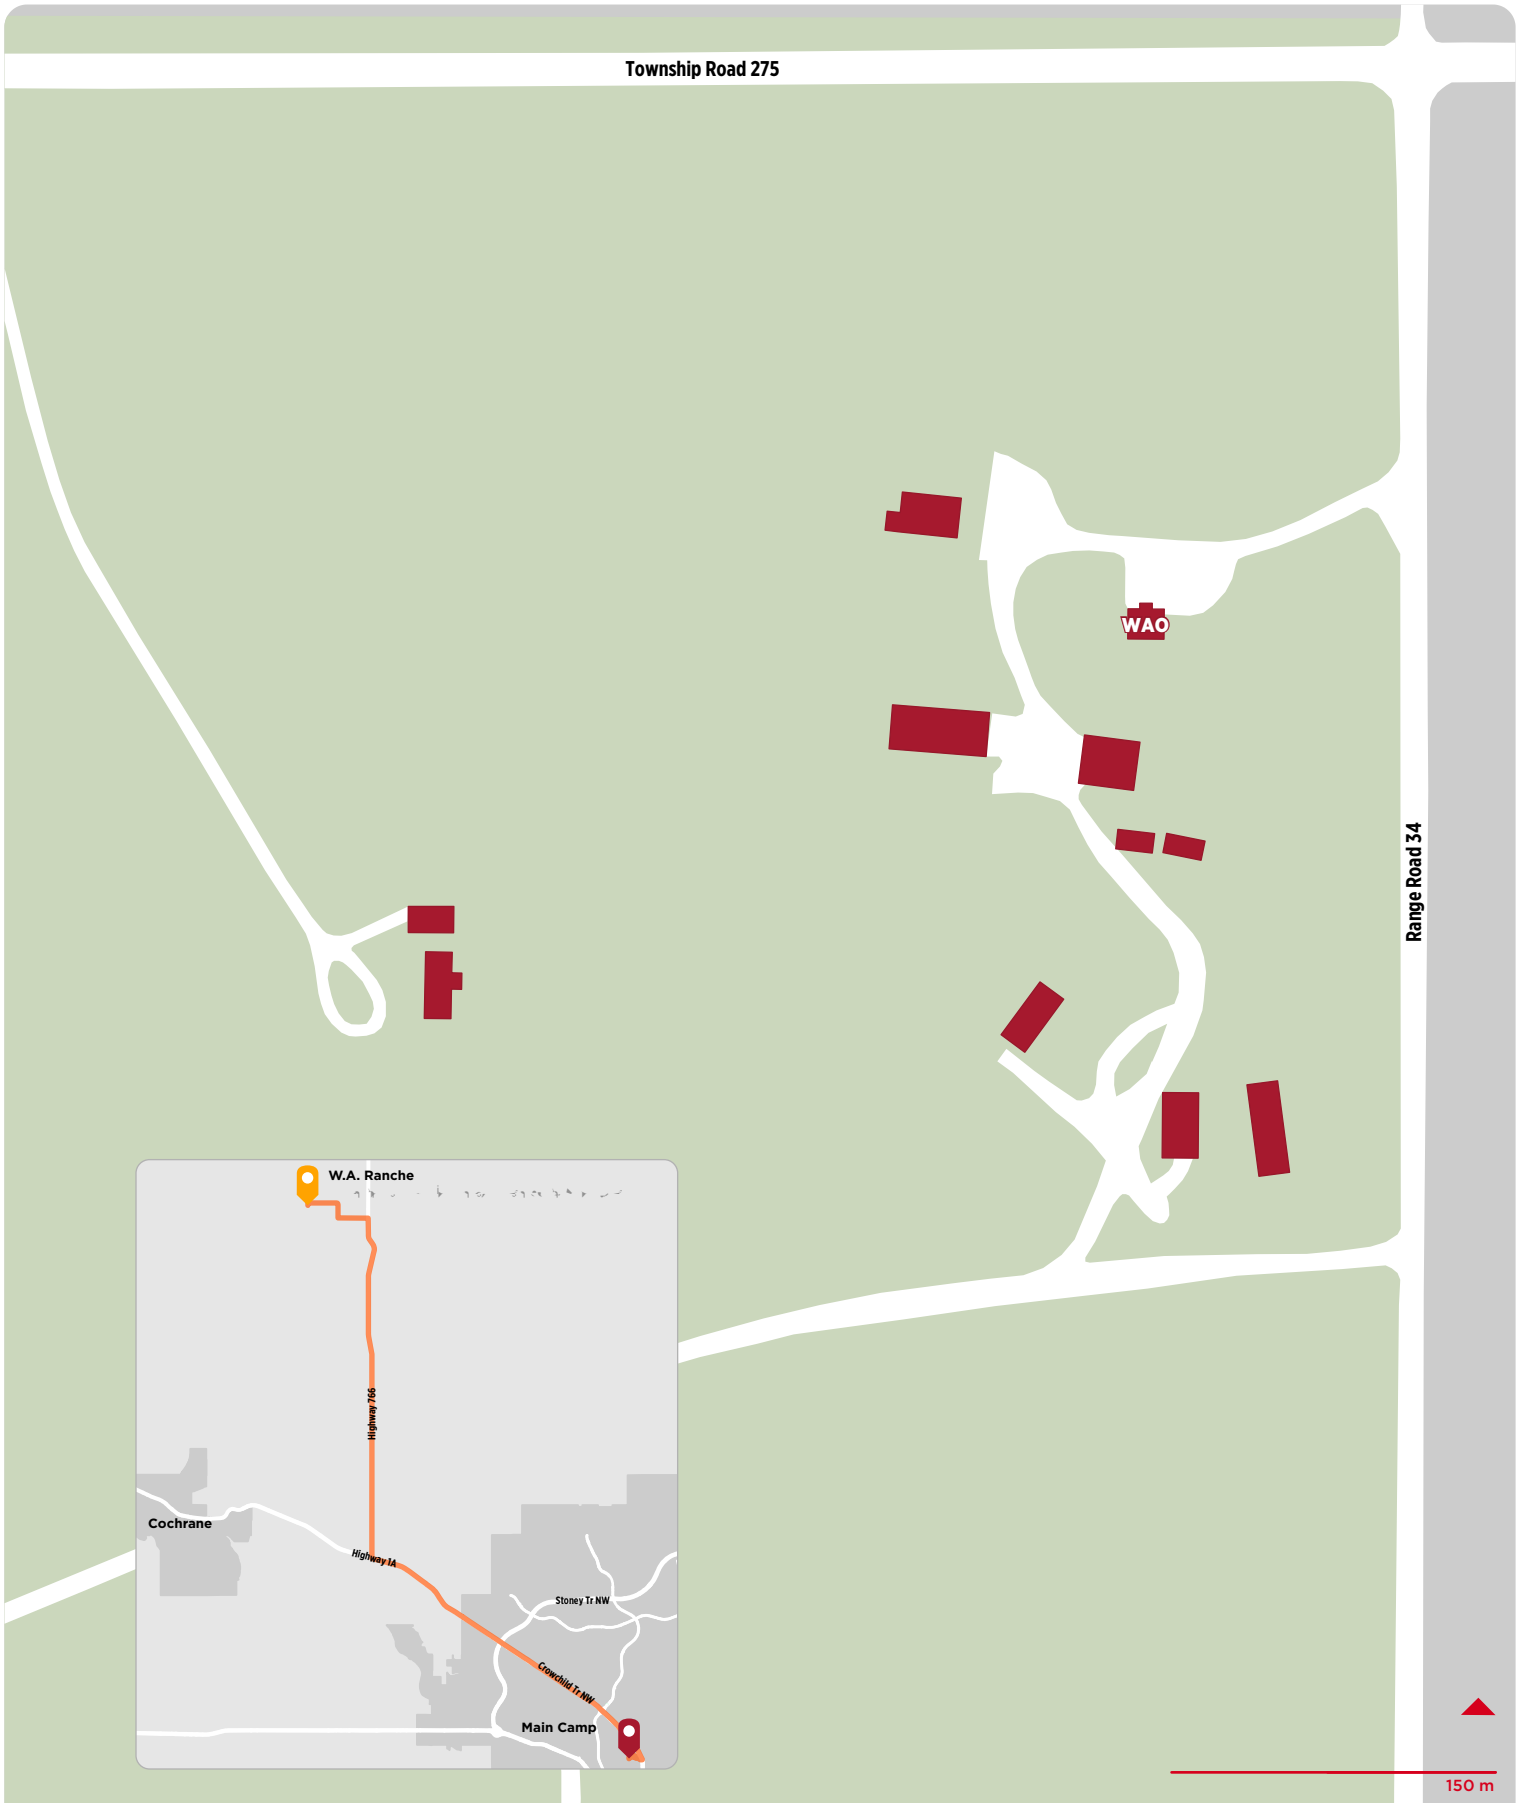 Township Road 275
WAO
Range Road 34
W.A. Ranche
Highway 766
Cochrane
Highway 1A
Stoney Tr NW
Crowchild Tr NW
Main Camp
150 m